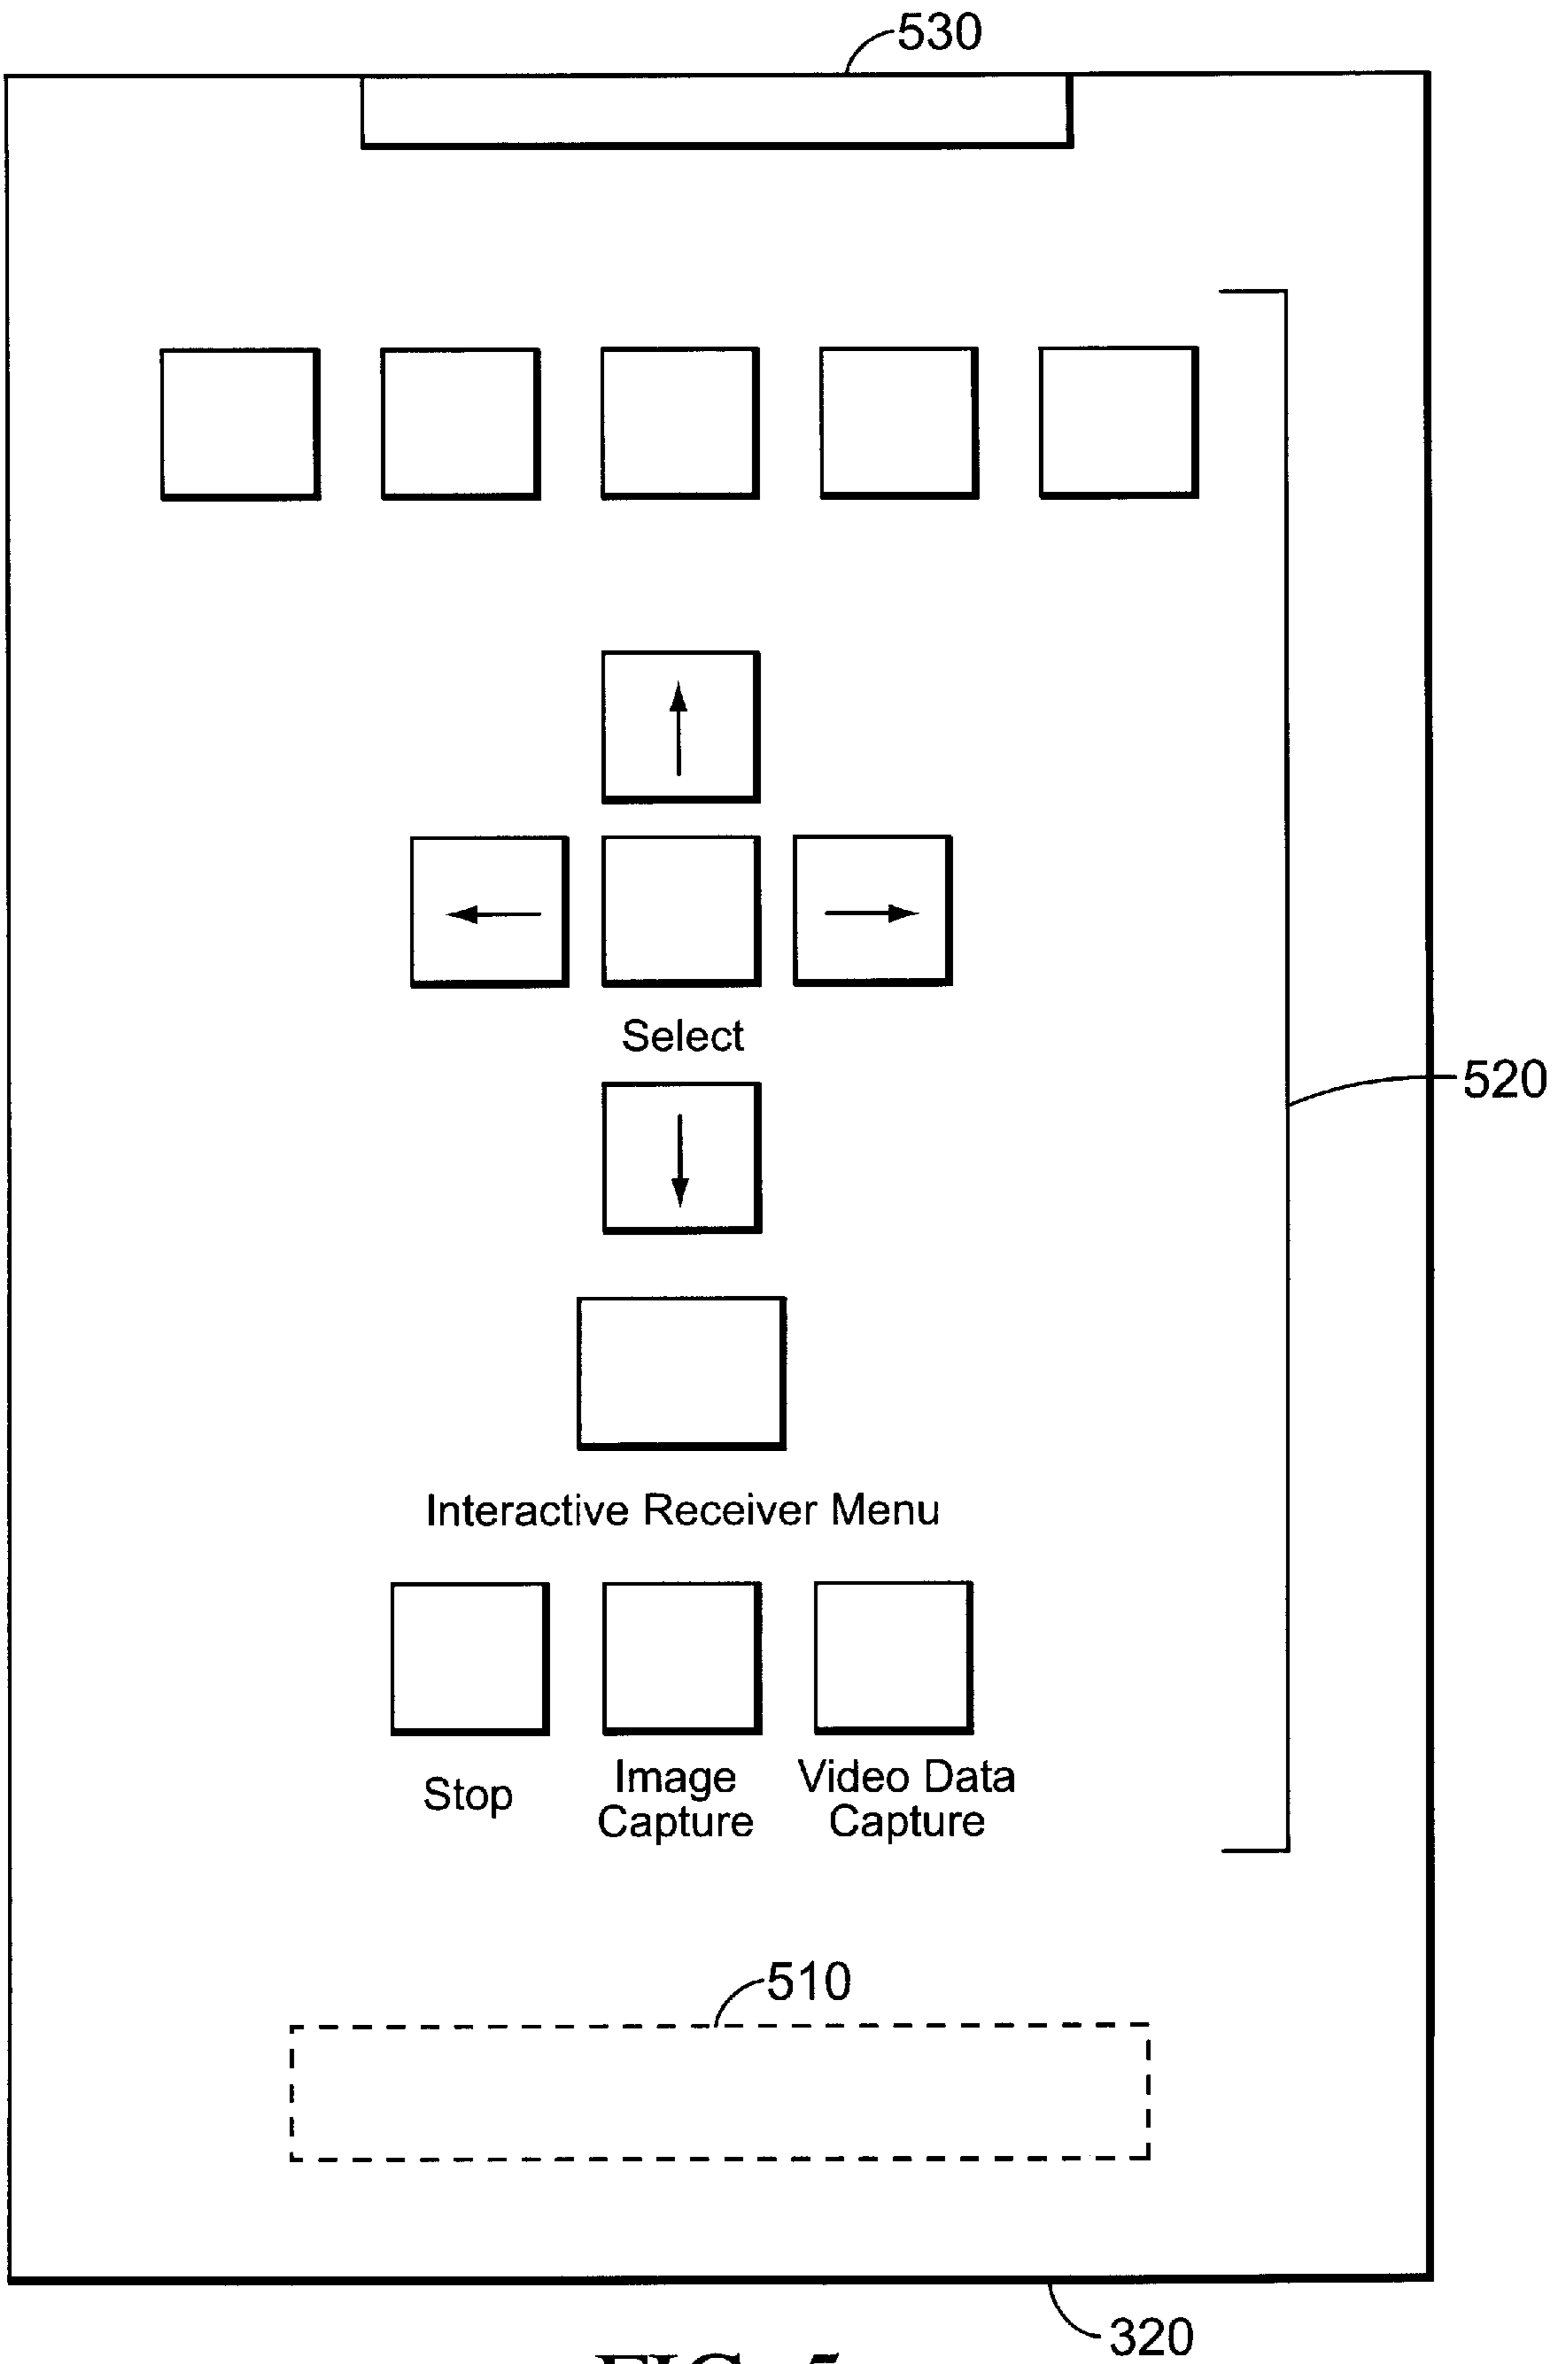 530
Select
520
Interactive Receiver Menu
Stop
Image
Capture
Video Data
Capture
510
320